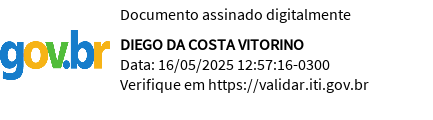 Documento assinado digitalmente
gov.br
DIEGO DA COSTA VITORINO
Data: 16/05/2025 12:57:16-0300
Verifique em https://validar.iti.gov.br